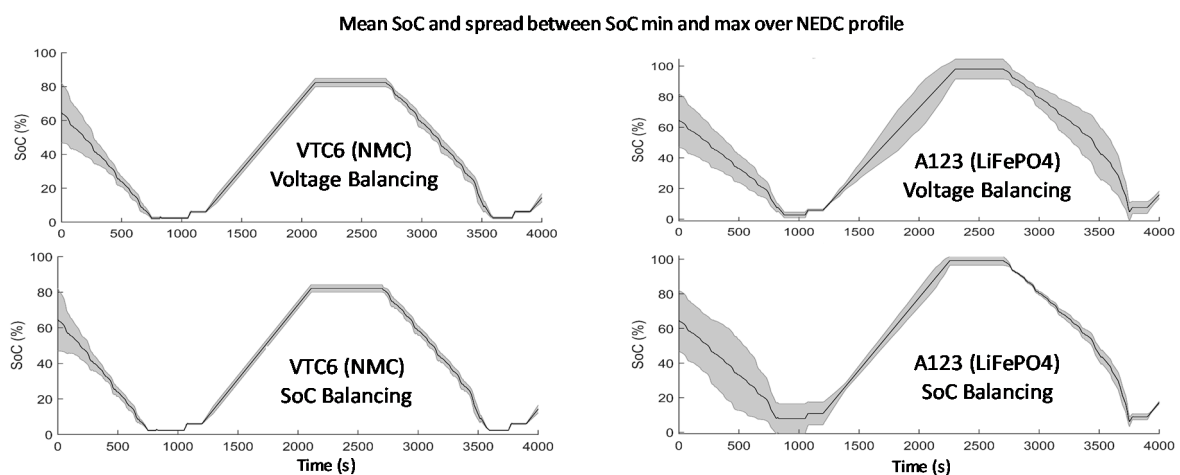 Mean SoC and spread between SoC min and max over NEDC profile
100
80
60
40
20
0
SoC (%)
VTC6 (NMC)
Voltage Balancing
0 500 1000 1500 2000 2500 3000 3500 4000
100
80
60
40
20
0
SoC (%)
A123 (LiFePO4)
Voltage Balancing
0 500 1000 1500 2000 2500 3000 3500 4000
100
80
60
40
20
0
SoC (%)
VTC6 (NMC)
SoC Balancing
0 500 1000 1500 2000 2500 3000 3500 4000
Time (s)
100
80
60
40
20
0
SoC (%)
A123 (LiFePO4)
SoC Balancing
0 500 1000 1500 2000 2500 3000 3500 4000
Time (s)